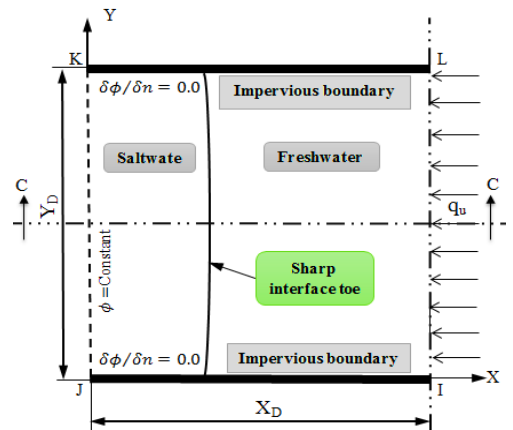 Y
K
L
δϕ/δn = 0.0
Impervious boundary
Saltwate
Freshwater
C
C
Y_D
q_u
ϕ =Constant
Sharp
interface toe
δϕ/δn = 0.0
Impervious boundary
X
J
I
X_D